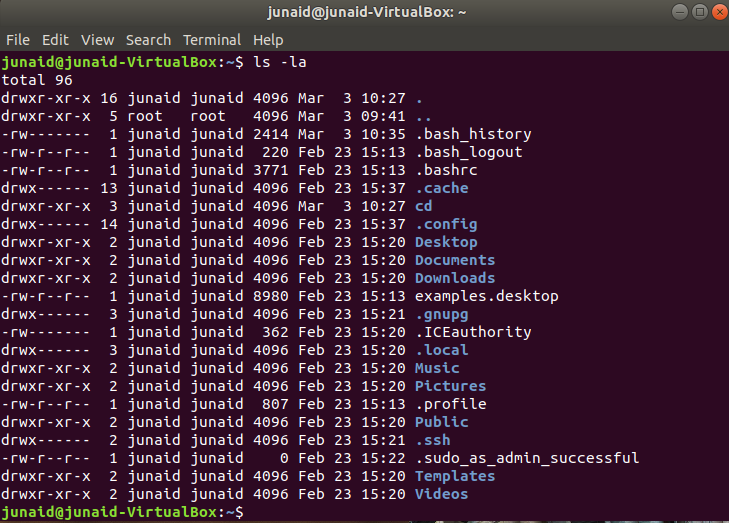 junaid@junaid-VirtualBox: ~
File Edit View Search Terminal Help
junaid@junaid-VirtualBox:~$ ls -la
total 96
drwxr-xr-x 16 junaid junaid 4096 Mar  3 10:27 .
drwxr-xr-x  5 root   root   4096 Mar  3 09:41 ..
-rw-------  1 junaid junaid 2414 Mar  3 10:35 .bash_history
-rw-r--r--  1 junaid junaid  220 Feb 23 15:13 .bash_logout
-rw-r--r--  1 junaid junaid 3771 Feb 23 15:13 .bashrc
drwx------ 13 junaid junaid 4096 Feb 23 15:37 .cache
drwxr-xr-x  3 junaid junaid 4096 Mar  3 10:27 cd
drwx------ 14 junaid junaid 4096 Feb 23 15:37 .config
drwxr-xr-x  2 junaid junaid 4096 Feb 23 15:20 Desktop
drwxr-xr-x  2 junaid junaid 4096 Feb 23 15:20 Documents
drwxr-xr-x  2 junaid junaid 4096 Feb 23 15:20 Downloads
-rw-r--r--  1 junaid junaid 8980 Feb 23 15:13 examples.desktop
drwx------  3 junaid junaid 4096 Feb 23 15:21 .gnupg
-rw-------  1 junaid junaid  362 Feb 23 15:20 .ICEauthority
drwx------  3 junaid junaid 4096 Feb 23 15:20 .local
drwxr-xr-x  2 junaid junaid 4096 Feb 23 15:20 Music
drwxr-xr-x  2 junaid junaid 4096 Feb 23 15:20 Pictures
-rw-r--r--  1 junaid junaid  807 Feb 23 15:13 .profile
drwxr-xr-x  2 junaid junaid 4096 Feb 23 15:20 Public
drwx------  2 junaid junaid 4096 Feb 23 15:21 .ssh
-rw-r--r--  1 junaid junaid    0 Feb 23 15:22 .sudo_as_admin_successful
drwxr-xr-x  2 junaid junaid 4096 Feb 23 15:20 Templates
drwxr-xr-x  2 junaid junaid 4096 Feb 23 15:20 Videos
junaid@junaid-VirtualBox:~$